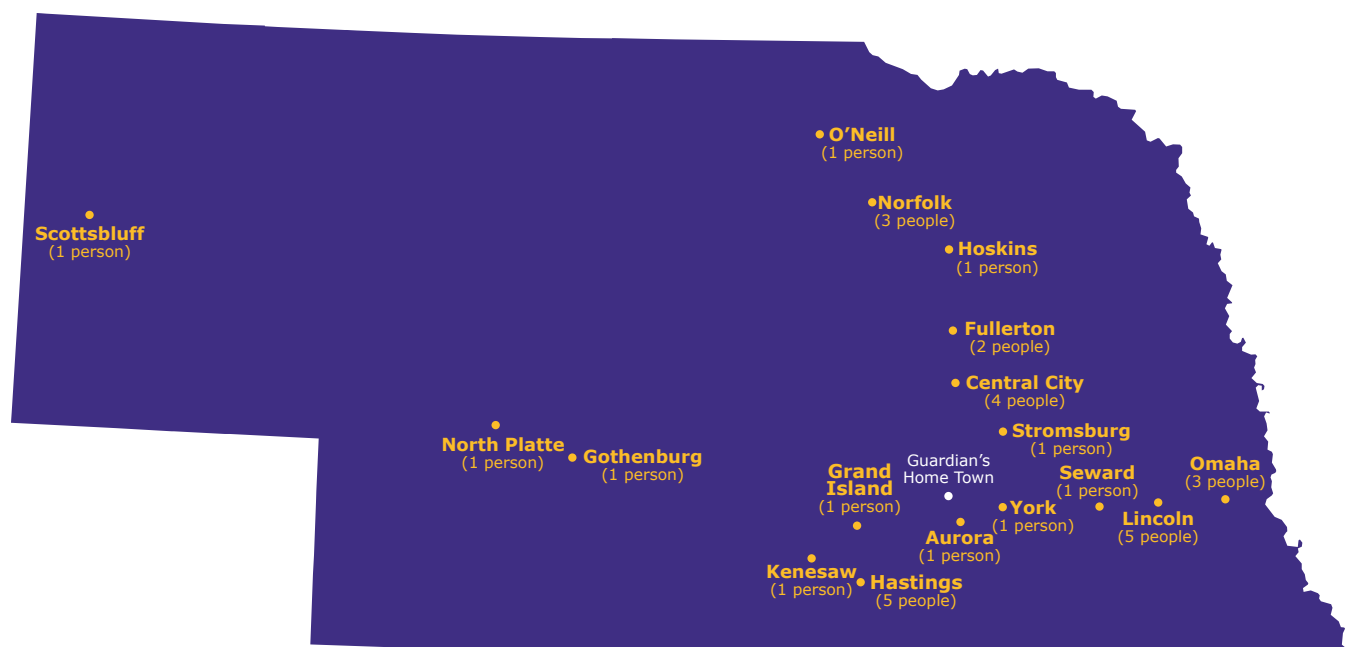 O’Neill
(1 person)
Norfolk
(3 people)
Scottsbluff
(1 person)
Hoskins
(1 person)
Fullerton
(2 people)
Central City
(4 people)
Stromsburg
(1 person)
North Platte
(1 person)
Gothenburg
(1 person)
Grand
Island
(1 person)
Guardian’s
Home Town
Seward
(1 person)
Omaha
(3 people)
York
(1 person)
Lincoln
(5 people)
Aurora
(1 person)
Kenesaw
(1 person)
Hastings
(5 people)